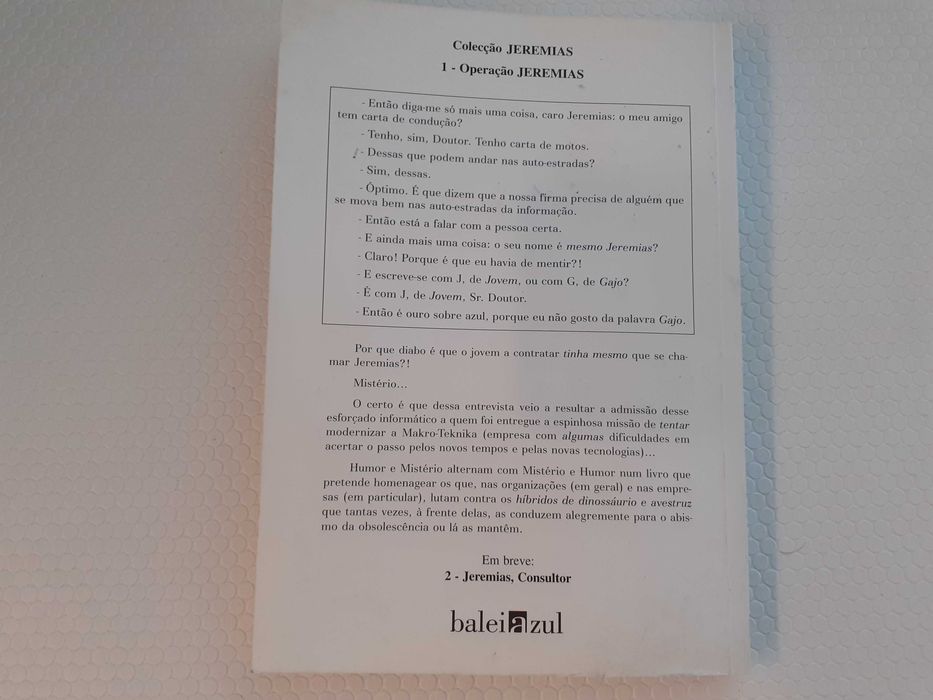 Colecção JEREMIAS
1 - Operação JEREMIAS
- Então diga-me só mais uma coisa, caro Jeremias: o meu amigo
tem carta de condução?
- Tenho, sim, Doutor. Tenho carta de motos.
- Dessas que podem andar nas auto-estradas?
- Sim, dessas.
- Óptimo. É que dizem que a nossa firma precisa de alguém que
se mova bem nas auto-estradas da informação.
- Então está a falar com a pessoa certa.
- E ainda mais uma coisa: o seu nome é mesmo Jeremias?
- Claro! Porque é que eu havia de mentir?!
- E escreve-se com J, de Jovem, ou com G, de Gajo?
- É com J, de Jovem, Sr. Doutor.
- Então é ouro sobre azul, porque eu não gosto da palavra Gajo.
Por que diabo é que o jovem a contratar tinha mesmo que se cha-
mar Jeremias?!
Mistério...
O certo é que dessa entrevista veio a resultar a admissão desse
esforçado informático a quem foi entregue a espinhosa missão de tentar
modernizar a Makro-Teknika (empresa com algumas dificuldades em
acertar o passo pelos novos tempos e pelas novas tecnologias)...
Humor e Mistério alternam com Mistério e Humor num livro que
pretende homenagear os que, nas organizações (em geral) e nas empre-
sas (em particular), lutam contra os híbridos de dinossáurio e avestruz
que tantas vezes, à frente delas, as conduzem alegremente para o abis-
mo da obsolescência ou lá as mantêm.
Em breve:
2 - Jeremias, Consultor
baleiazul